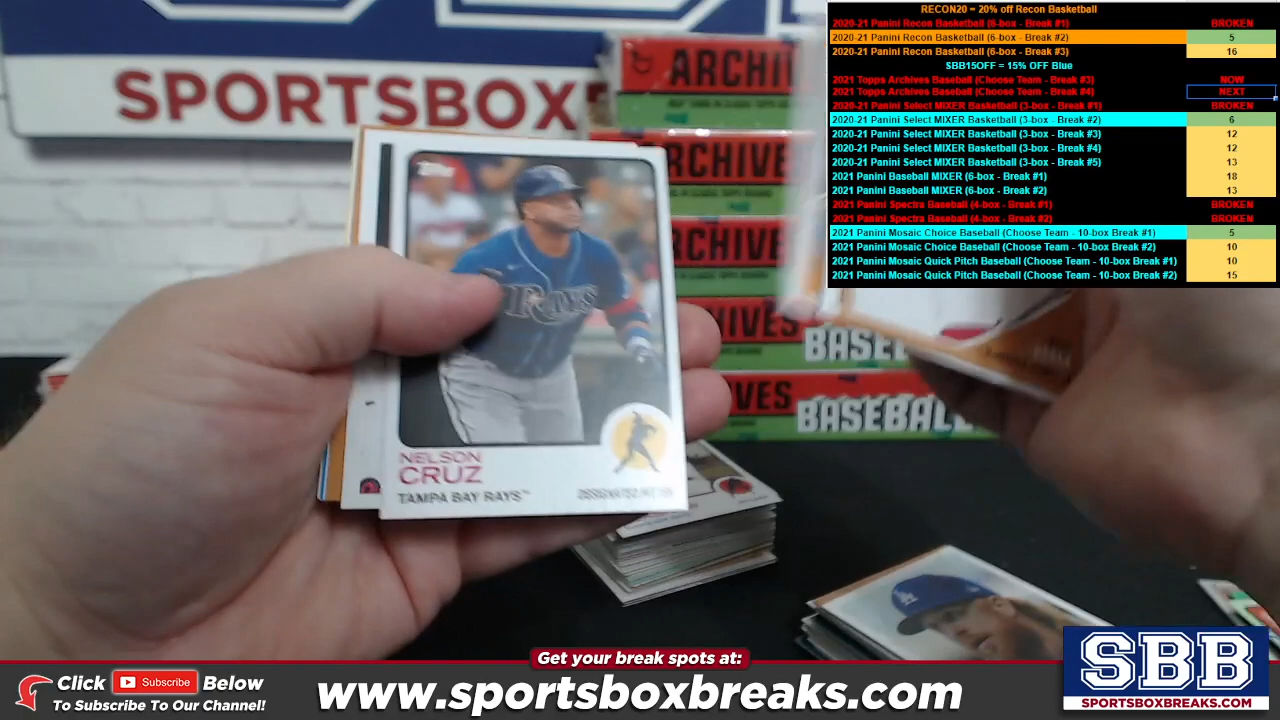 RECON20 = 20% off Recon Basketball
2020-21 Panini Recon Basketball (6-box - Break #1) BROKEN
2020-21 Panini Recon Basketball (6-box - Break #2) 5
2020-21 Panini Recon Basketball (6-box - Break #3) 16
SBB15OFF = 15% OFF Blue
2021 Topps Archives Baseball (Choose Team - Break #3) NOW
2021 Topps Archives Baseball (Choose Team - Break #4) NEXT
2020-21 Panini Select MIXER Basketball (3-box - Break #1) BROKEN
2020-21 Panini Select MIXER Basketball (3-box - Break #2) 6
2020-21 Panini Select MIXER Basketball (3-box - Break #3) 12
2020-21 Panini Select MIXER Basketball (3-box - Break #4) 12
2020-21 Panini Select MIXER Basketball (3-box - Break #5) 13
2021 Panini Baseball MIXER (6-box - Break #1) 18
2021 Panini Baseball MIXER (6-box - Break #2) 13
2021 Panini Spectra Baseball (4-box - Break #1) BROKEN
2021 Panini Spectra Baseball (4-box - Break #2) BROKEN
2021 Panini Mosaic Choice Baseball (Choose Team - 10-box Break #1) 5
2021 Panini Mosaic Choice Baseball (Choose Team - 10-box Break #2) 10
2021 Panini Mosaic Quick Pitch Baseball (Choose Team - 10-box Break #1) 10
2021 Panini Mosaic Quick Pitch Baseball (Choose Team - 10-box Break #2) 15
SPORTSBOX
ARCHI
ARCHIVE
ARCHIVE
CHIVES
BASEB
IVES
BASEBALL
Topps
RAYS
NELSON
CRUZ
TAMPA BAY RAYS™
DESIGNATED HITTER
LA
Get your break spots at:
Click Subscribe Below
To Subscribe To Our Channel!
www.sportsboxbreaks.com
SBB
SPORTSBOXBREAKS.COM